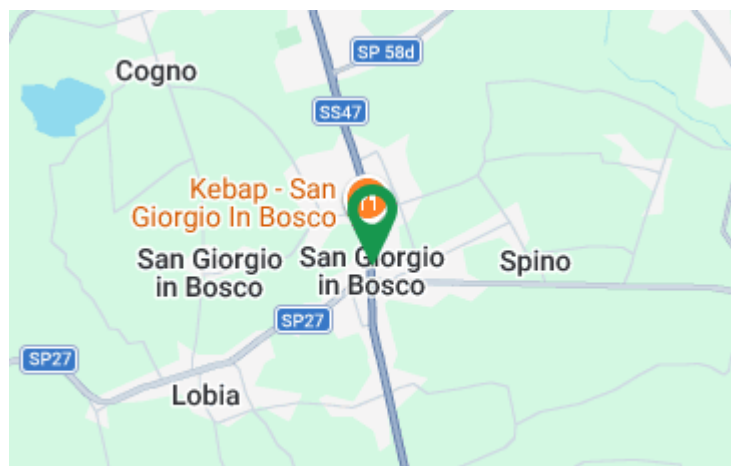 SP 58d
Cogno
SS47
Kebap - San
Giorgio In Bosco
San Giorgio
in Bosco
San Giorgio
in Bosco
Spino
SP27
SP27
Lobia